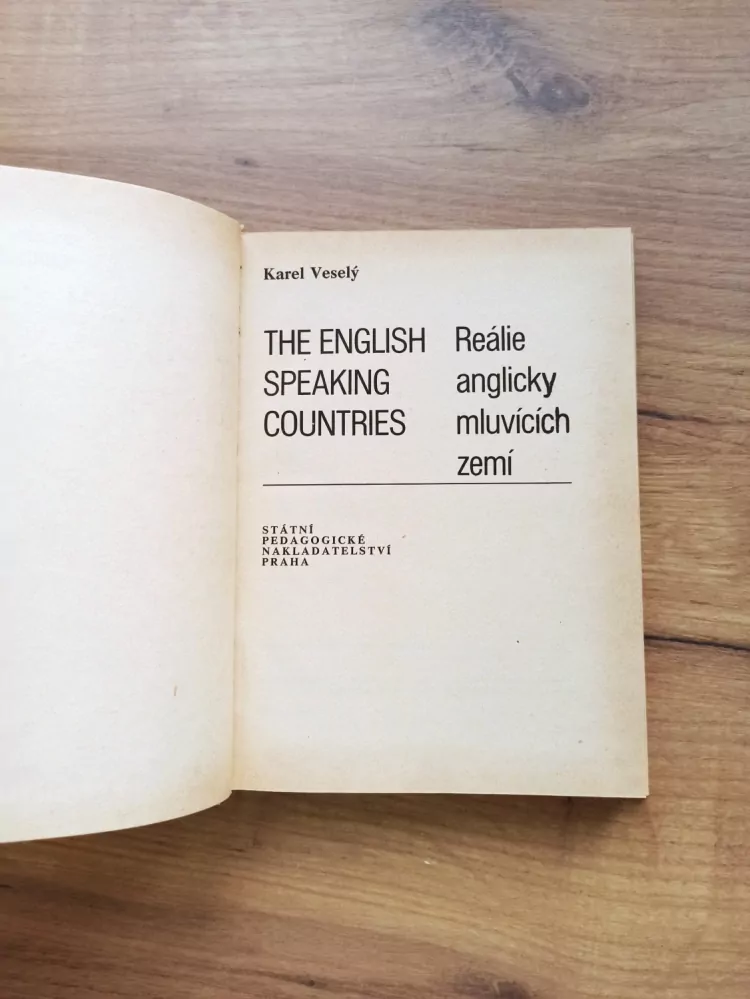 Karel Veselý
THE ENGLISH
SPEAKING
COUNTRIES
Reálie
anglicky
mluvících
zemí
STÁTNÍ
PEDAGOGICKÉ
NAKLADATELSTVÍ
PRAHA